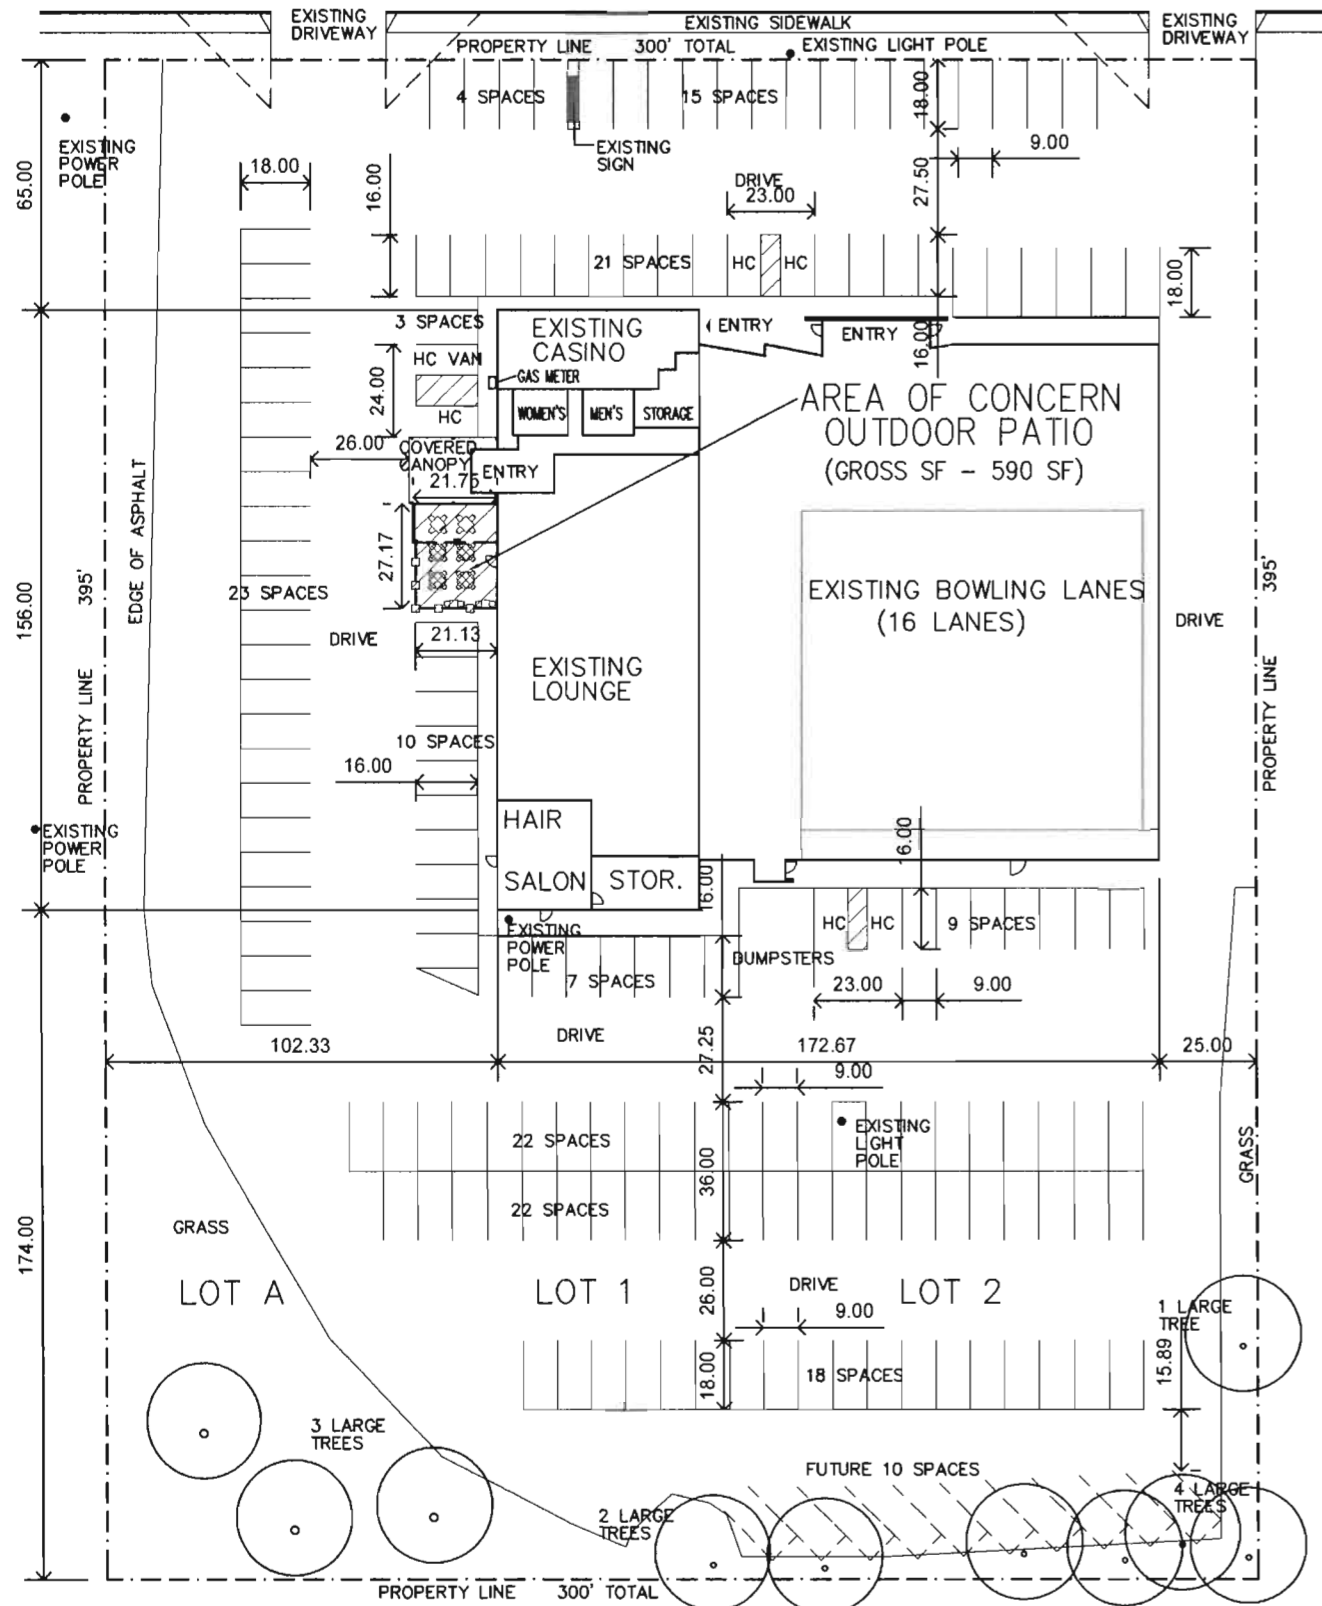 EXISTING
DRIVEWAY
EXISTING SIDEWALK
EXISTING
DRIVEWAY
PROPERTY LINE 300' TOTAL
EXISTING LIGHT POLE
4 SPACES
15 SPACES
18.00
EXISTING
POWER
POLE
EXISTING
SIGN
9.00
65.00
18.00
16.00
DRIVE
23.00
27.50
21 SPACES
HC
HC
18.00
3 SPACES
EXISTING
CASINO
ENTRY
ENTRY
16.00
HC VAN
GAS METER
24.00
HC
WOMEN'S
MEN'S
STORAGE
AREA OF CONCERN
OUTDOOR PATIO
(GROSS SF - 590 SF)
26.00
COVERED
CANOPY
ENTRY
21.75
EDGE OF ASPHALT
27.17
156.00
395'
PROPERTY LINE
23 SPACES
EXISTING BOWLING LANES
(16 LANES)
395'
PROPERTY LINE
DRIVE
DRIVE
21.13
EXISTING
LOUNGE
10 SPACES
16.00
EXISTING
POWER
POLE
HAIR
SALON
STOR.
16.00
6.00
EXISTING
POWER
POLE
HC
HC
9 SPACES
DUMPSTERS
7 SPACES
23.00
9.00
DRIVE
102.33
27.25
172.67
25.00
9.00
22 SPACES
EXISTING
LIGHT
POLE
36.00
GRASS
22 SPACES
174.00
GRASS
LOT A
LOT 1
26.00
DRIVE
LOT 2
9.00
1 LARGE
TREE
15.89
18.00
18 SPACES
3 LARGE
TREES
FUTURE 10 SPACES
2 LARGE
TREES
4 LARGE
TREES
PROPERTY LINE 300' TOTAL